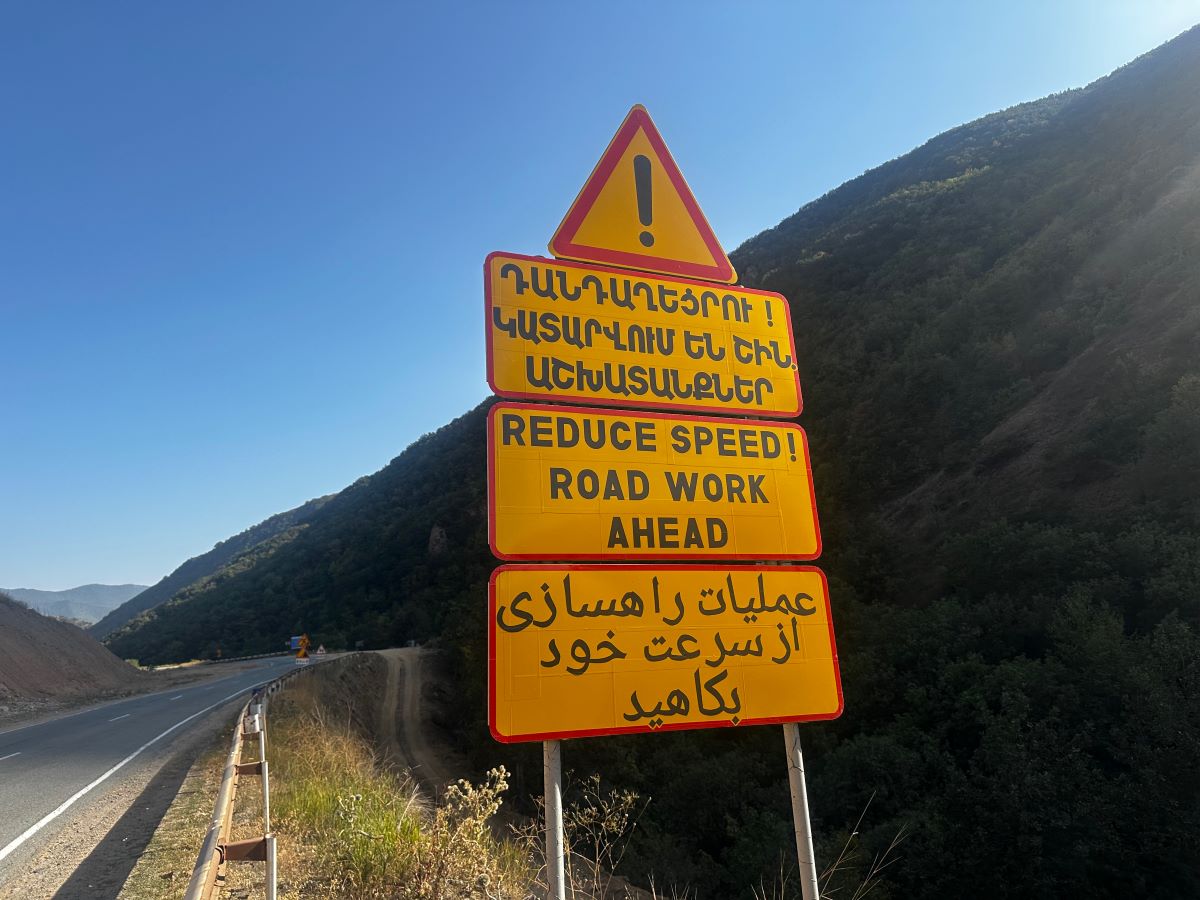 !
ԴԱՆԴԱՂԵՑՐՈՒ !
ԿԱՏԱՐՎՈՒՄ ԵՆ ՇԻՆ.
ԱՇԽԱՏԱՆՔՆԵՐ
REDUCE SPEED!
ROAD WORK
AHEAD
عملیات راهسازی
از سرعت خود
بکاهید